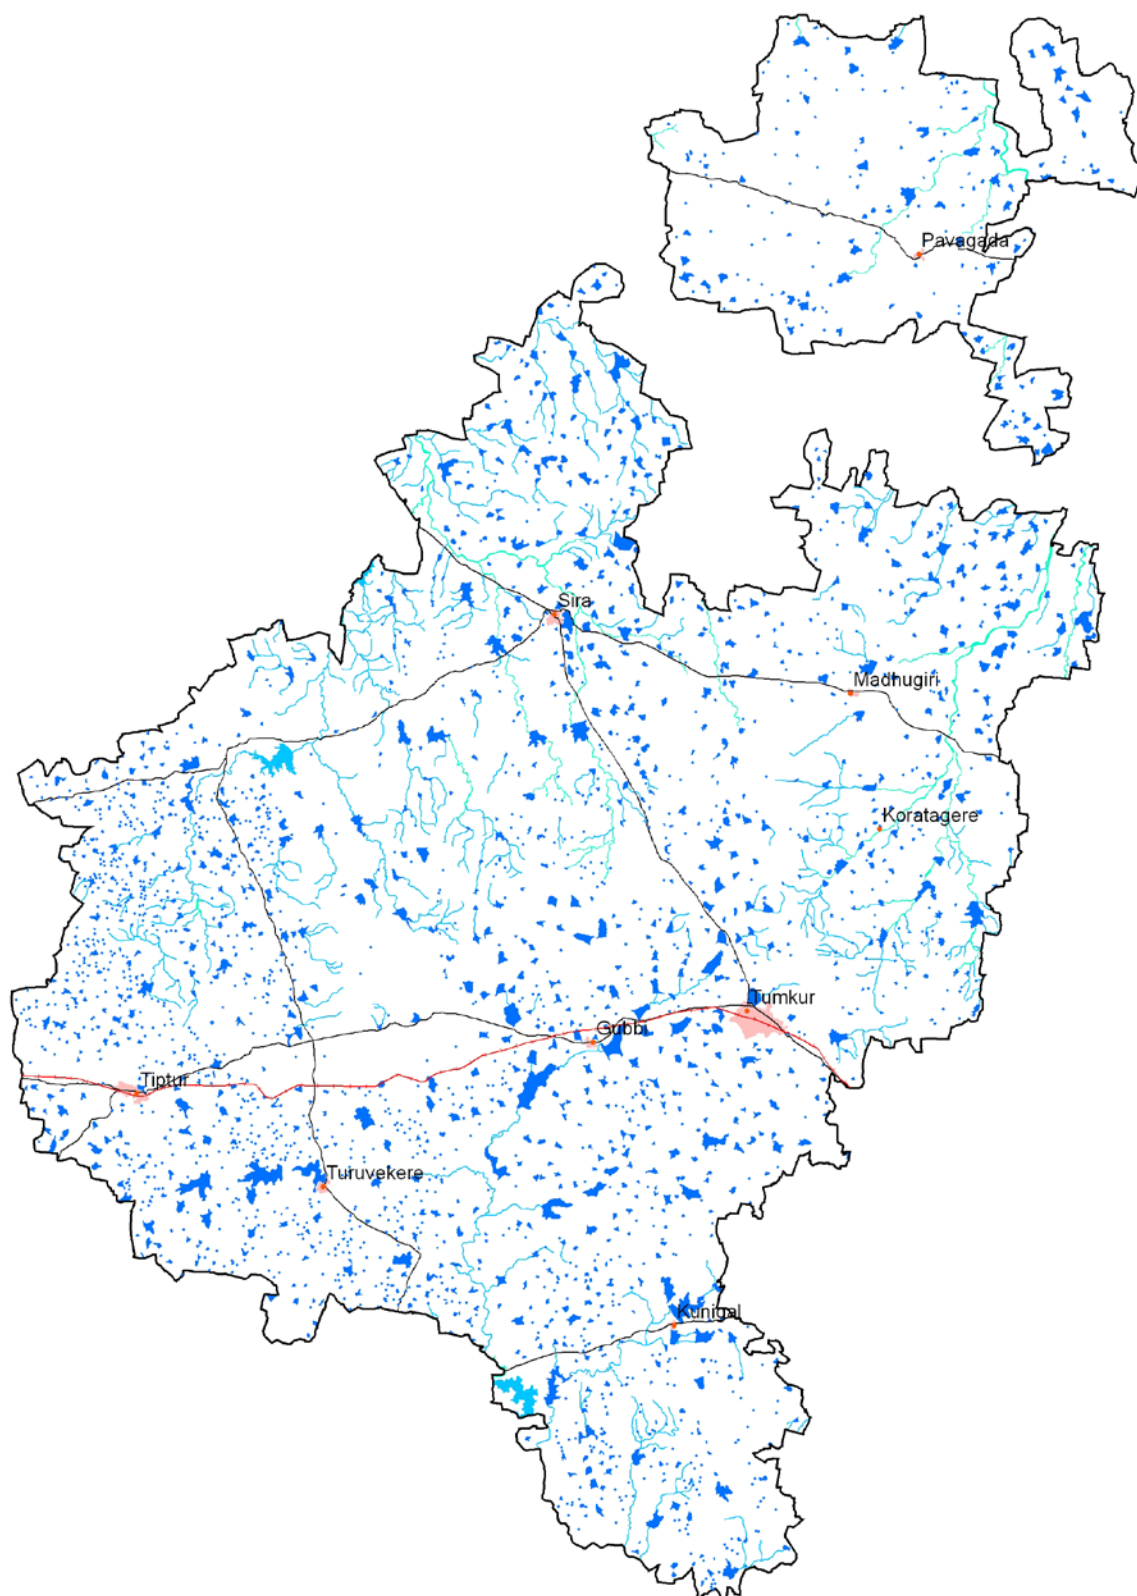 Pavagada
Sira
Madhugiri
Koratagere
Tumkur
Gubbi
Tiptur
Turuvekere
Kunigal